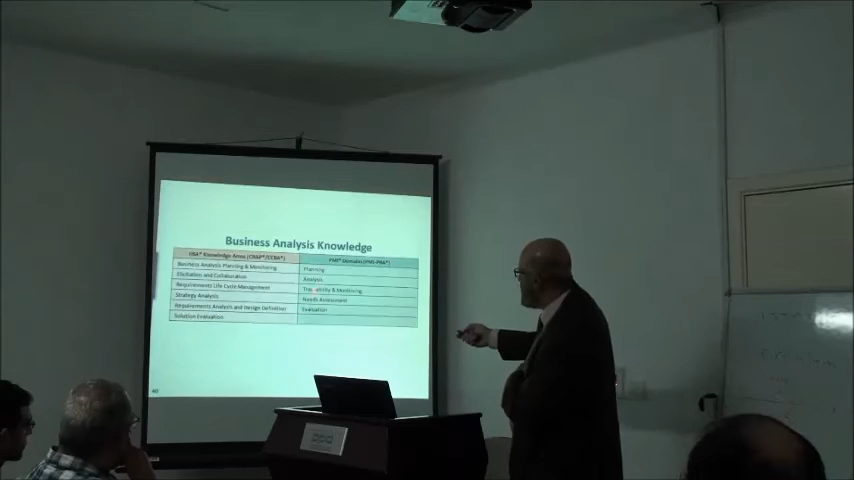 Business Analysis Knowledge
IIBA® Knowledge Areas (CBAP®/CCBA®)
PMI® Domains (PMI-PBA®)
Business Analysis Planning & Monitoring
Planning
Elicitation and Collaboration
Analysis
Requirements Life Cycle Management
Traceability & Monitoring
Strategy Analysis
Needs Assessment
Requirements Analysis and Design Definition
Evaluation
Solution Evaluation